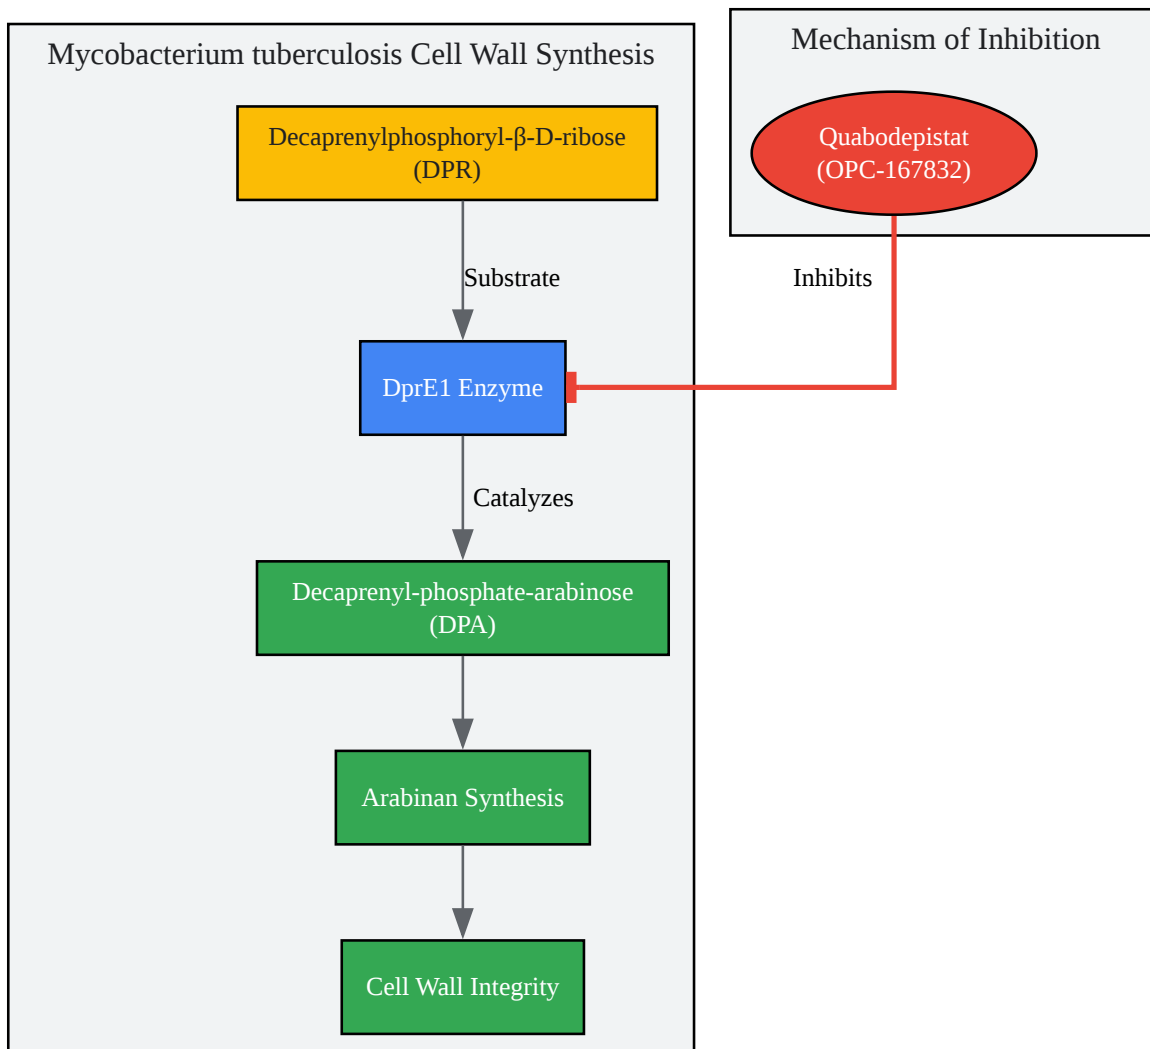 Mycobacterium tuberculosis Cell Wall Synthesis
Mechanism of Inhibition
Decaprenylphosphoryl-β-D-ribose
(DPR)
Quabodepistat
(OPC-167832)
Substrate
Inhibits
DprE1 Enzyme
Catalyzes
Decaprenyl-phosphate-arabinose
(DPA)
Arabinan Synthesis
Cell Wall Integrity